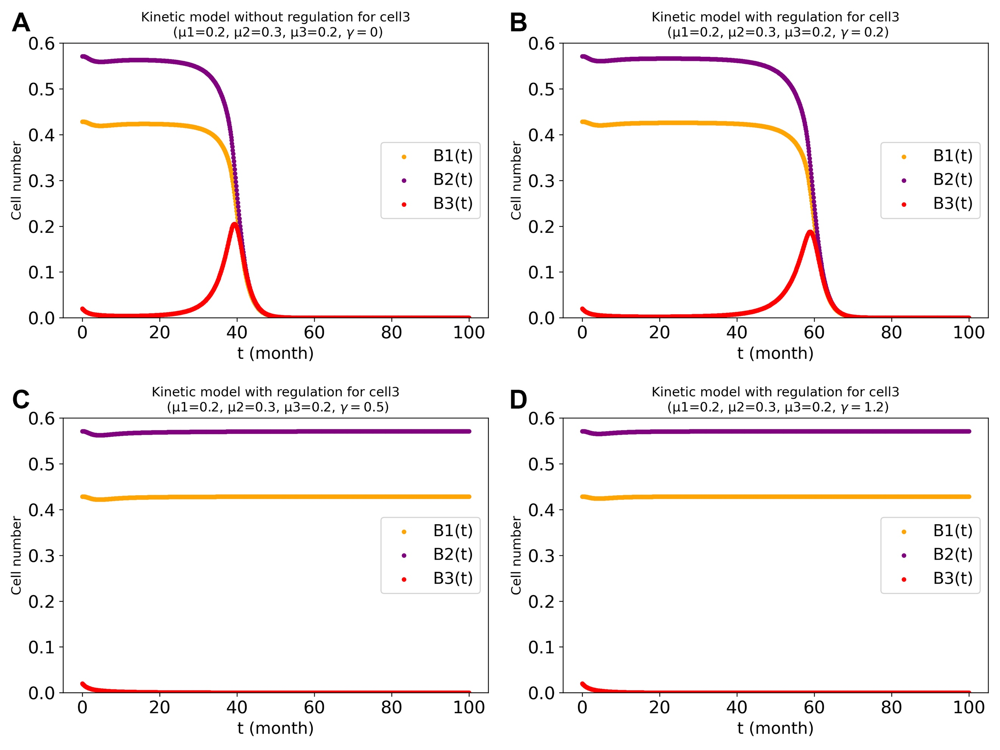 A
Kinetic model without regulation for cell3
(μ1=0.2, μ2=0.3, μ3=0.2, γ = 0)
0.6
0.5
0.4
0.3
0.2
0.1
0.0
Cell number
B1(t)
B2(t)
B3(t)
0 20 40 60 80 100
t (month)
B
Kinetic model with regulation for cell3
(μ1=0.2, μ2=0.3, μ3=0.2, γ = 0.2)
0.6
0.5
0.4
0.3
0.2
0.1
0.0
Cell number
B1(t)
B2(t)
B3(t)
0 20 40 60 80 100
t (month)
C
Kinetic model with regulation for cell3
(μ1=0.2, μ2=0.3, μ3=0.2, γ = 0.5)
0.6
0.5
0.4
0.3
0.2
0.1
0.0
Cell number
B1(t)
B2(t)
B3(t)
0 20 40 60 80 100
t (month)
D
Kinetic model with regulation for cell3
(μ1=0.2, μ2=0.3, μ3=0.2, γ = 1.2)
0.6
0.5
0.4
0.3
0.2
0.1
0.0
Cell number
B1(t)
B2(t)
B3(t)
0 20 40 60 80 100
t (month)